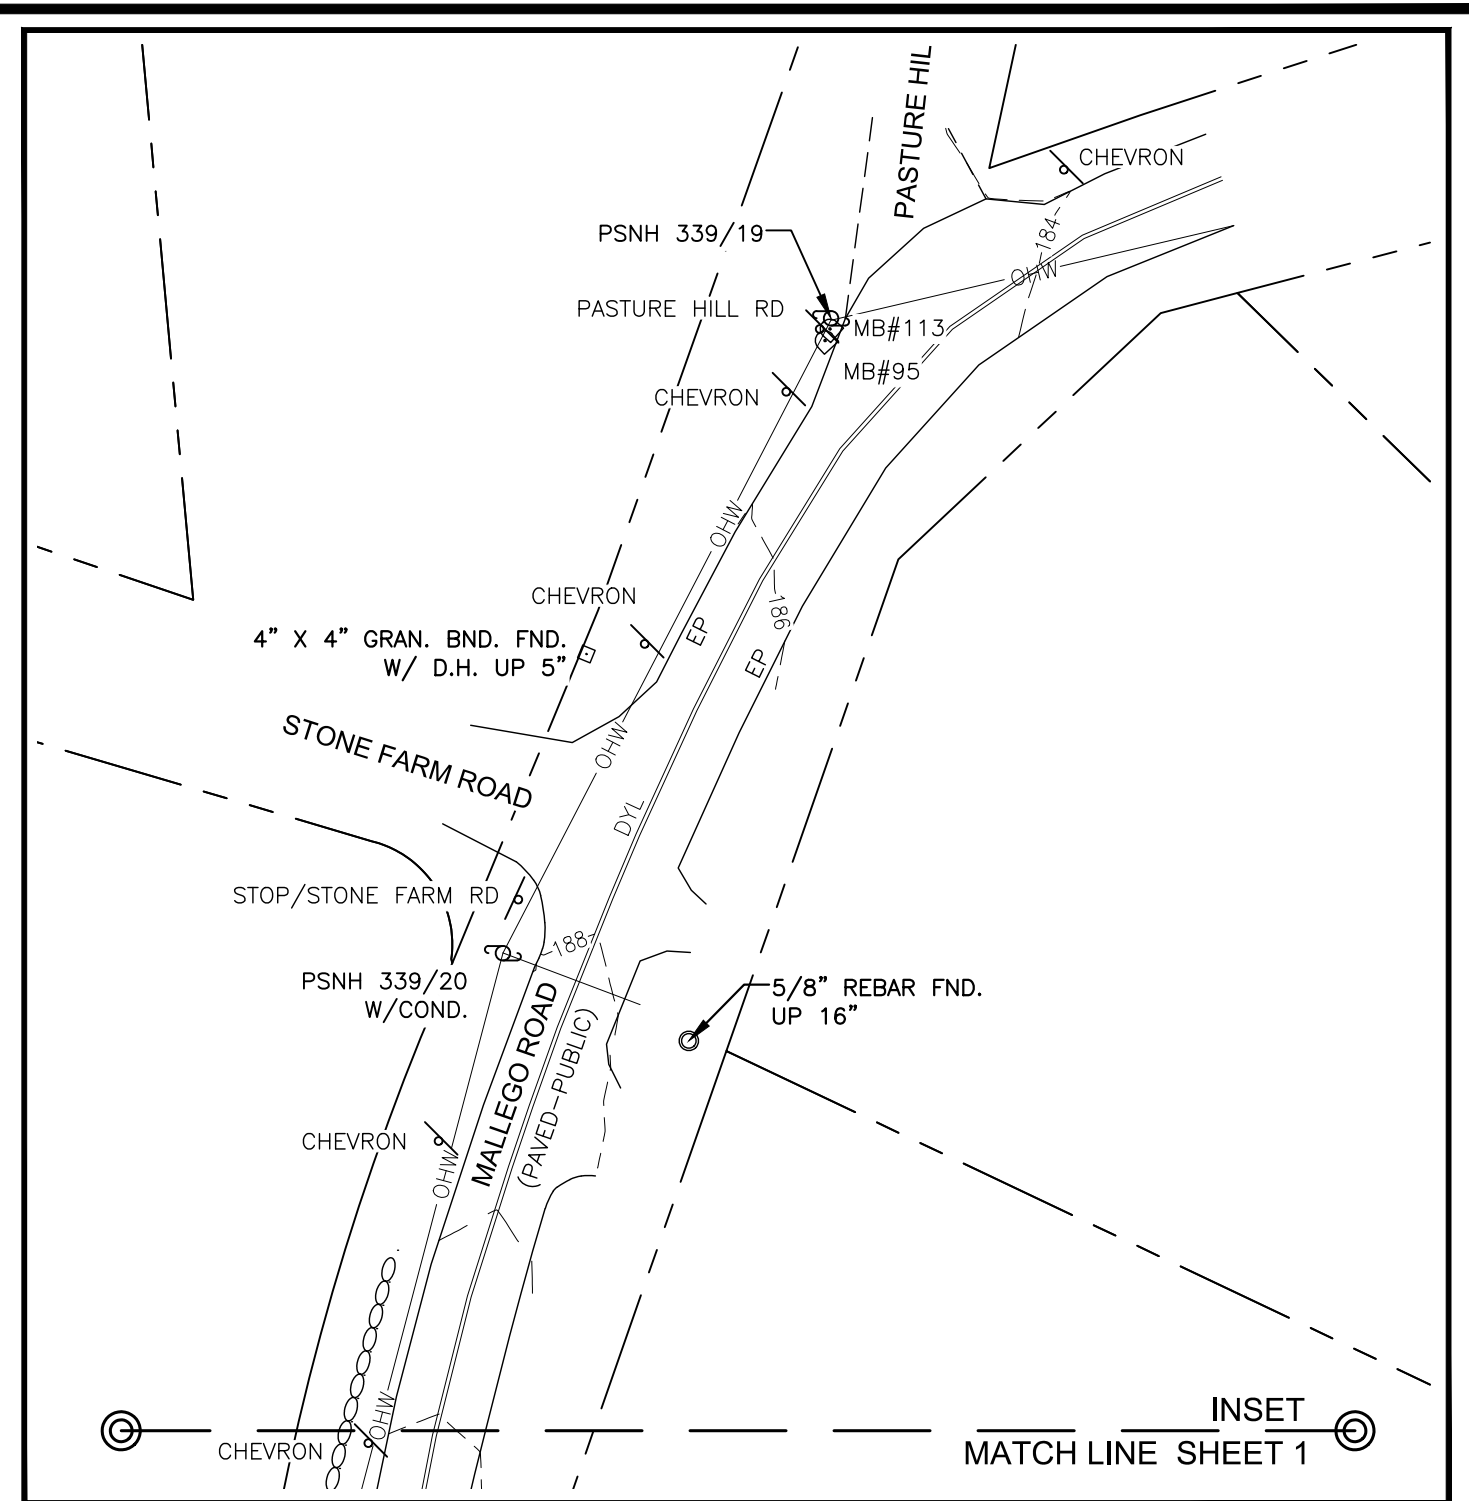 PASTURE HIL
CHEVRON
184
PSNH 339/19
OHW
PASTURE HILL RD
MB#113
MB#95
CHEVRON
OHW
CHEVRON
186
EP
4" X 4" GRAN. BND. FND.
W/ D.H. UP 5"
EP
STONE FARM ROAD
OHW
DYL
STOP/STONE FARM RD
188
PSNH 339/20
W/COND.
5/8" REBAR FND.
UP 16"
MALLEGO ROAD
(PAVED-PUBLIC)
CHEVRON
OHW
OHW
INSET
CHEVRON
MATCH LINE SHEET 1